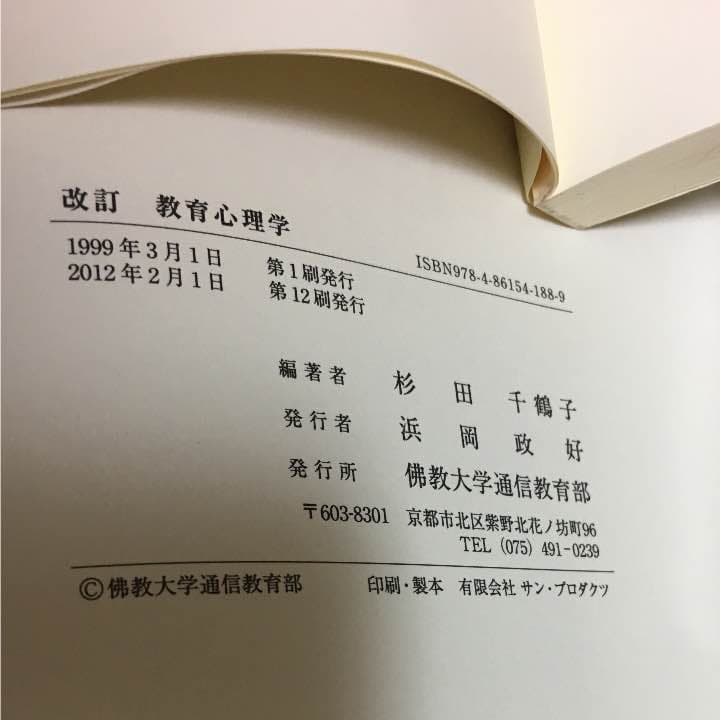 改訂　教育心理学
ISBN978-4-86154-188-9
1999年3月1日　第1刷発行
2012年2月1日　第12刷発行
編著者　杉田　千鶴子
発行者　浜岡　政好
発行所　佛教大学通信教育部
〒603-8301　京都市北区紫野北花ノ坊町96
TEL (075) 491-0239
©佛教大学通信教育部　印刷・製本　有限会社 サン・プロダクツ